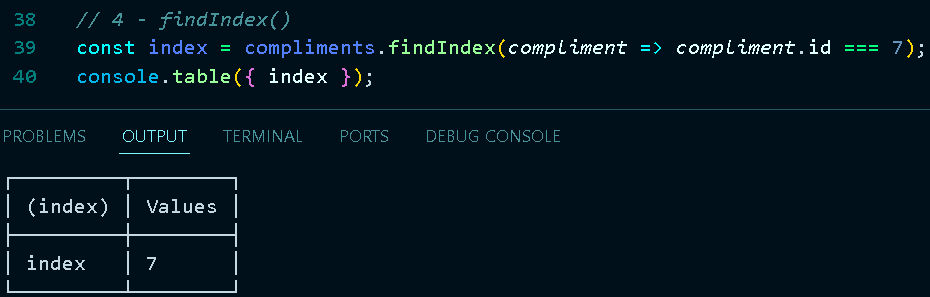 38 // 4 - findIndex()
39 const index = compliments.findIndex(compliment => compliment.id === 7);
40 console.table({ index });
PROBLEMS OUTPUT TERMINAL PORTS DEBUG CONSOLE
(index) Values
index 7